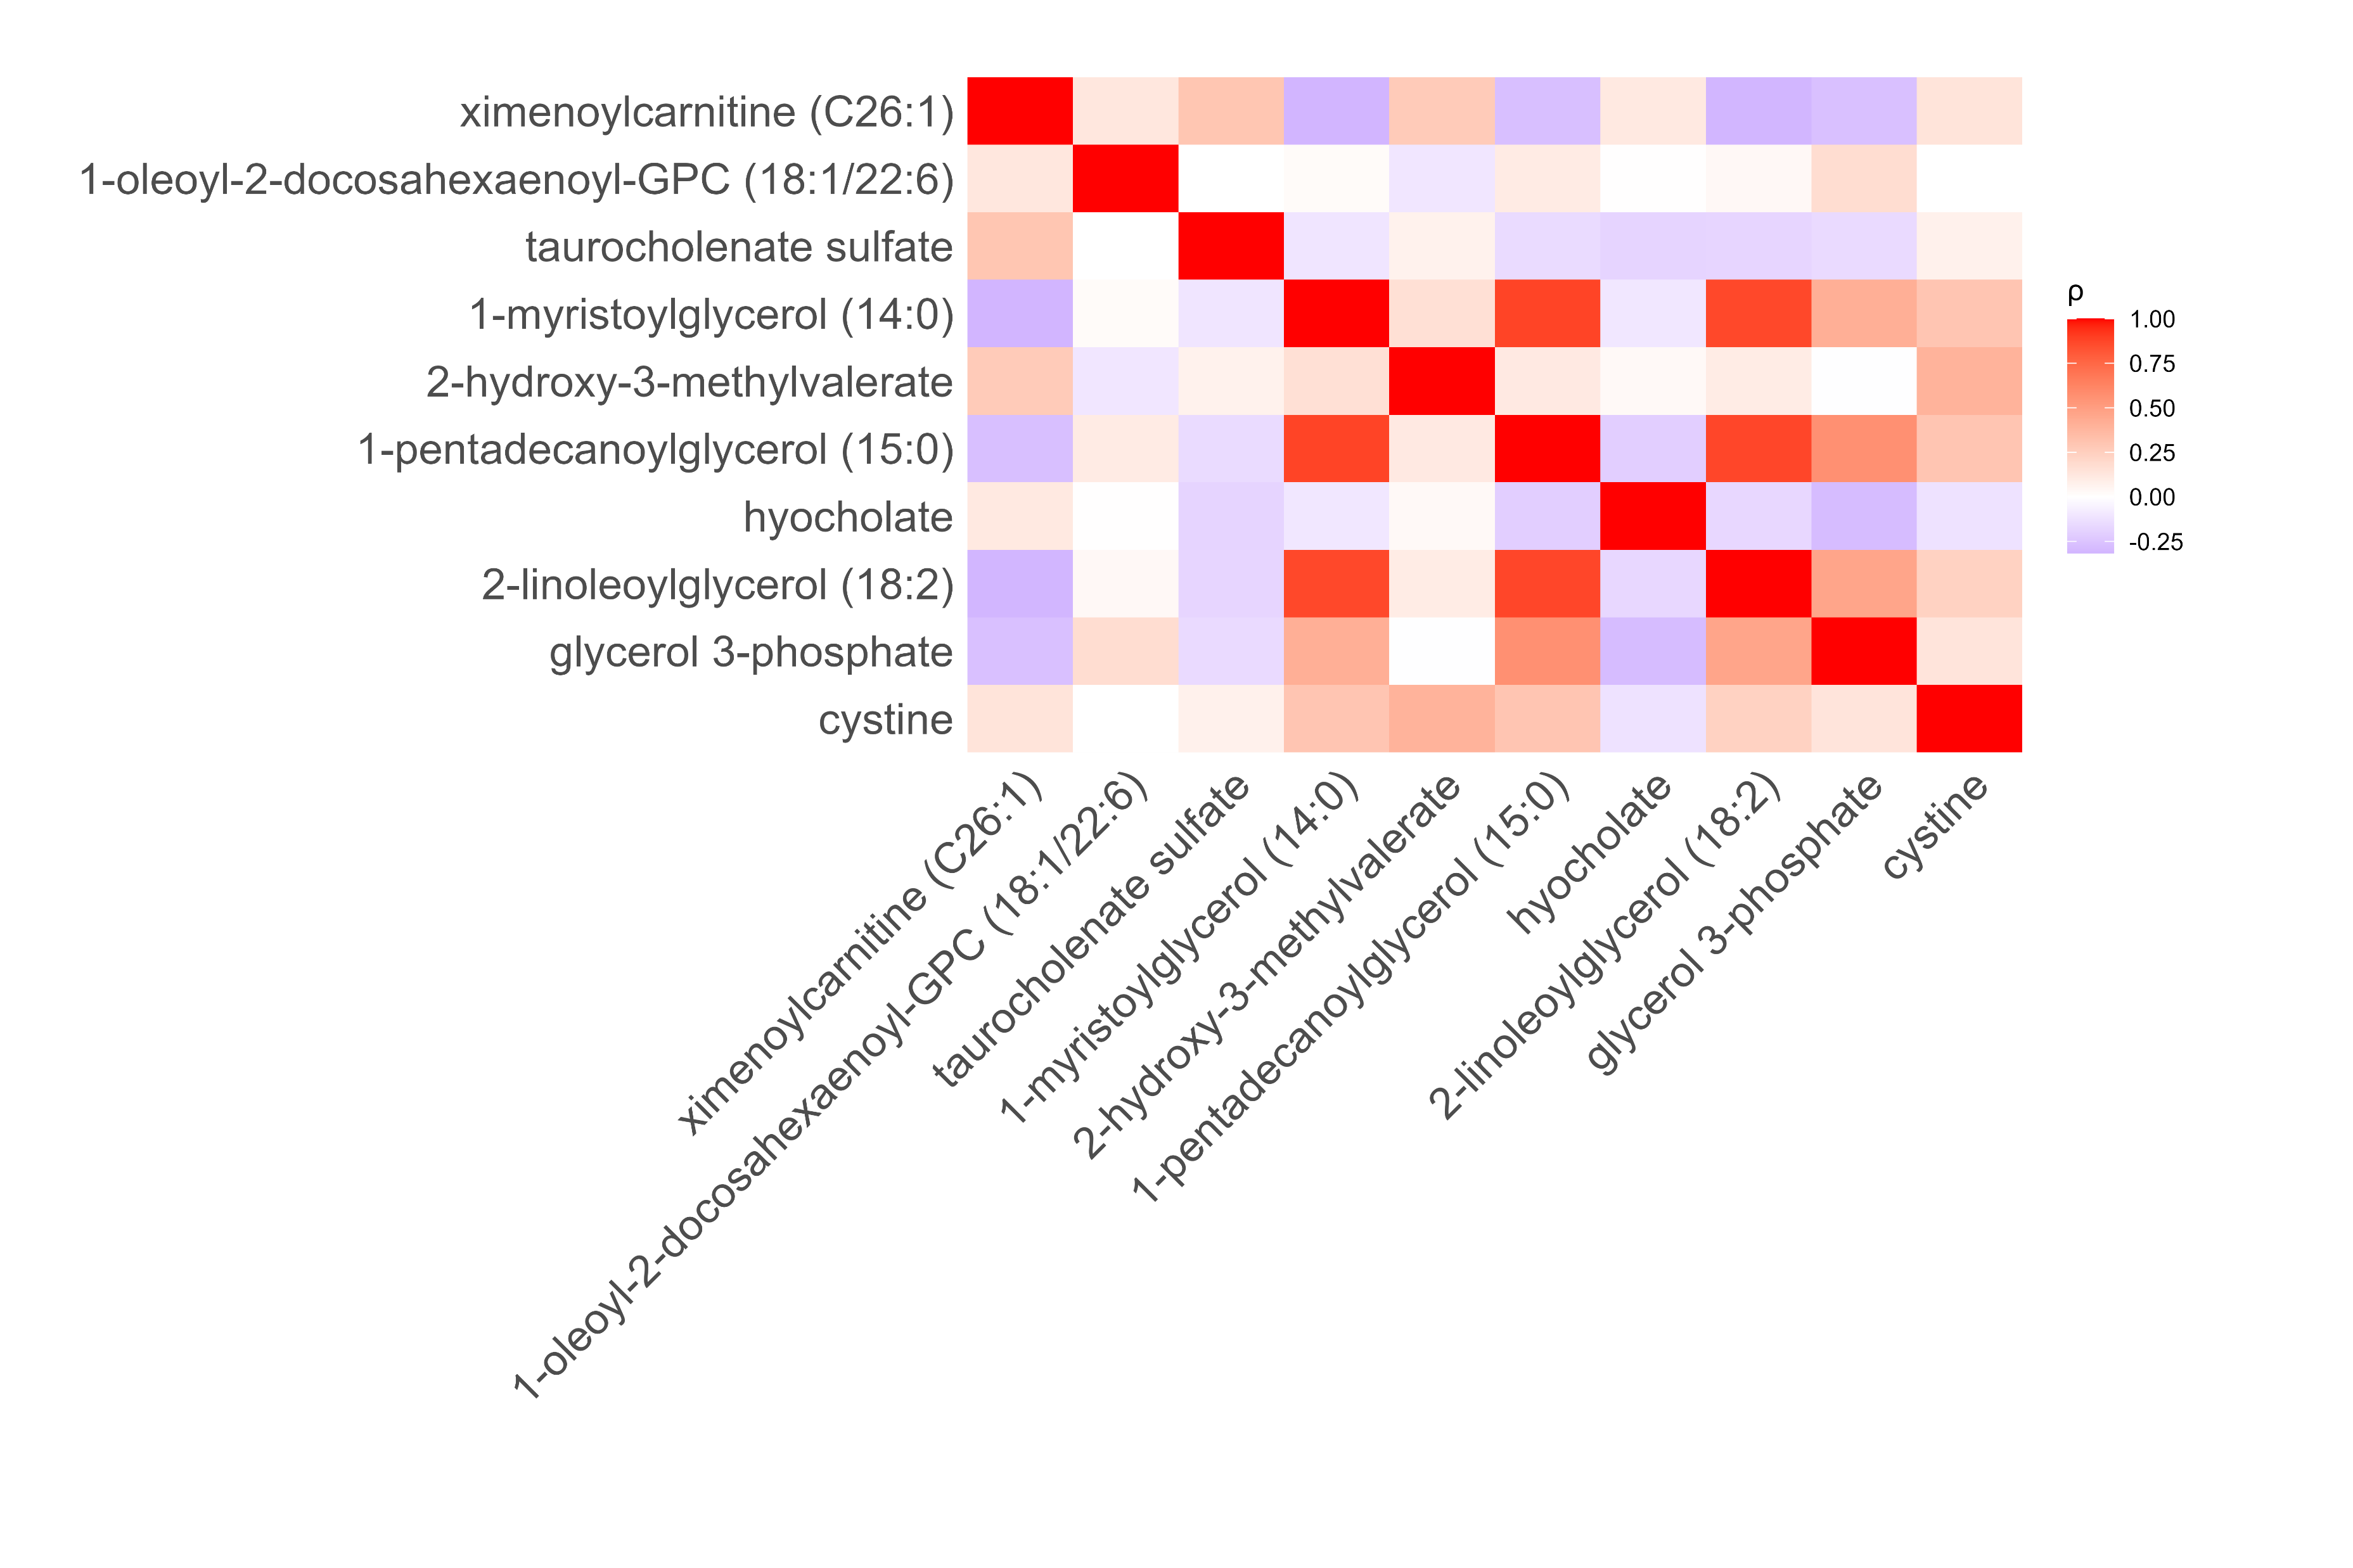 ximenoylcarnitine (C26:1)
1-oleoyl-2-docosahexaenoyl-GPC (18:1/22:6)
taurocholenate sulfate
1-myristoylglycerol (14:0)
2-hydroxy-3-methylvalerate
1-pentadecanoylglycerol (15:0)
hyocholate
2-linoleoylglycerol (18:2)
glycerol 3-phosphate
cystine
ρ
1.00
0.75
0.50
0.25
0.00
-0.25
ximenoylcarnitine (C26:1)
1-oleoyl-2-docosahexaenoyl-GPC (18:1/22:6)
taurocholenate sulfate
1-myristoylglycerol (14:0)
2-hydroxy-3-methylvalerate
1-pentadecanoylglycerol (15:0)
hyocholate
2-linoleoylglycerol (18:2)
glycerol 3-phosphate
cystine